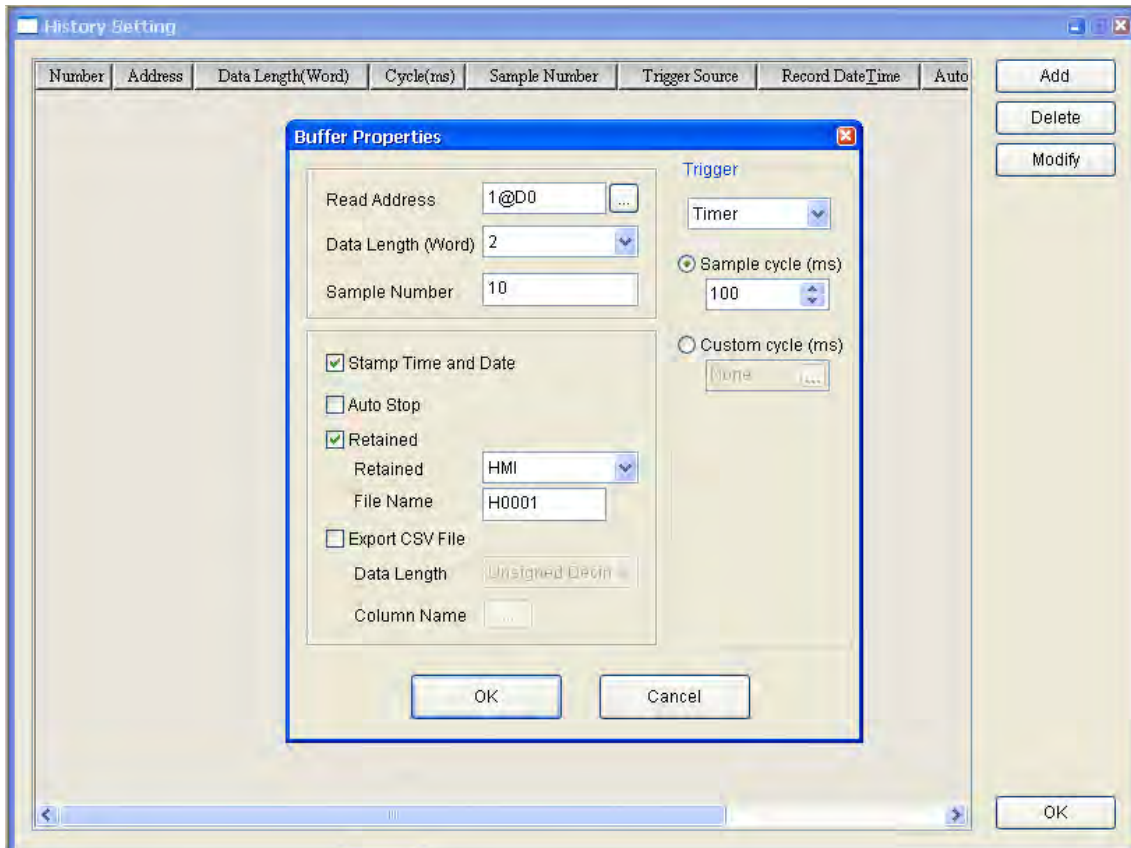 History Setting
Number Address Data Length(Word) Cycle(ms) Sample Number Trigger Source Record DateTime Auto
Add
Delete
Modify
Buffer Properties
Read Address 1@D0 ...
Data Length (Word) 2
Sample Number 10
Trigger
Timer
Sample cycle (ms)
100
Custom cycle (ms)
None ...
Stamp Time and Date
Auto Stop
Retained
Retained HMI
File Name H0001
Export CSV File
Data Length Unsigned Decim
Column Name ...
OK Cancel
OK